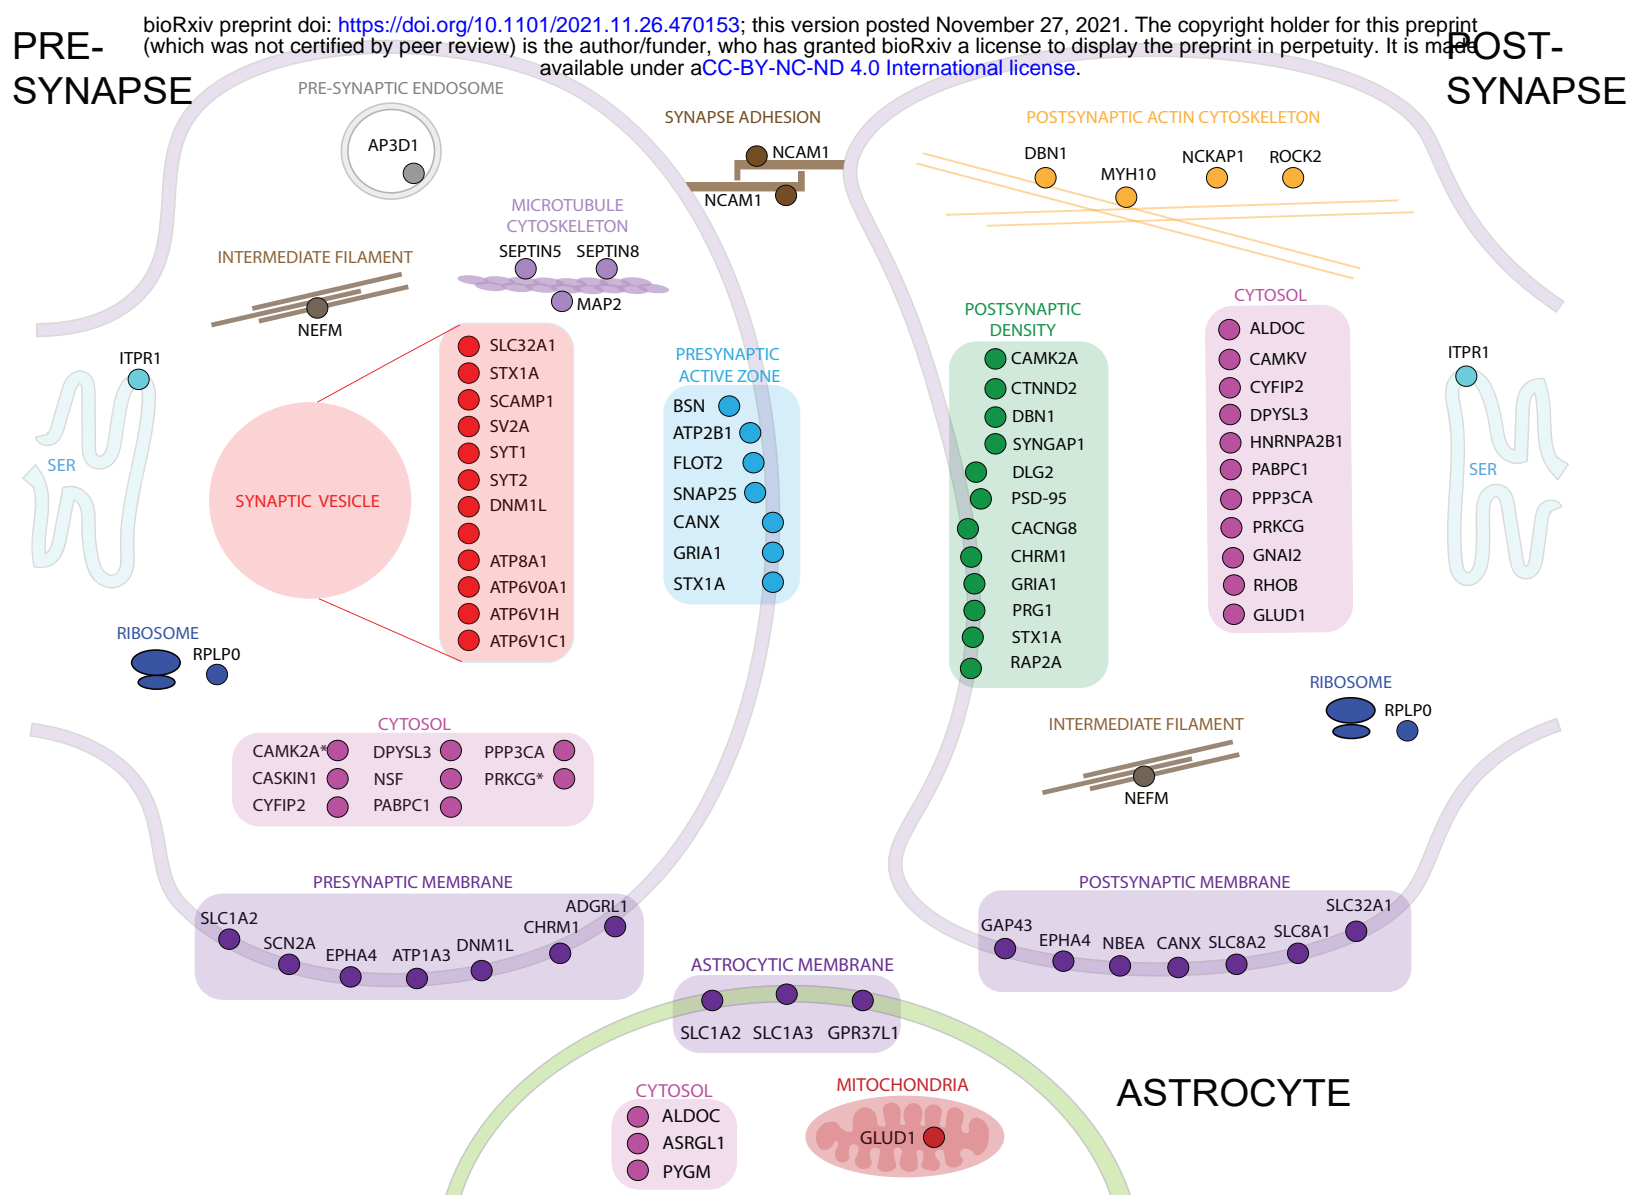 bioRxiv preprint doi: https://doi.org/10.1101/2021.11.26.470153; this version posted November 27, 2021. The copyright holder for this preprint
(which was not certified by peer review) is the author/funder, who has granted bioRxiv a license to display the preprint in perpetuity. It is made
available under aCC-BY-NC-ND 4.0 International license.
PRE-
SYNAPSE
POST-
SYNAPSE
PRE-SYNAPTIC ENDOSOME
AP3D1
SYNAPSE ADHESION
NCAM1
NCAM1
POSTSYNAPTIC ACTIN CYTOSKELETON
DBN1
MYH10
NCKAP1
ROCK2
MICROTUBULE
CYTOSKELETON
SEPTIN5
SEPTIN8
MAP2
INTERMEDIATE FILAMENT
NEFM
ITPR1
SER
SYNAPTIC VESICLE
SLC32A1
STX1A
SCAMP1
SV2A
SYT1
SYT2
DNM1L
ATP8A1
ATP6V0A1
ATP6V1H
ATP6V1C1
PRESYNAPTIC
ACTIVE ZONE
BSN
ATP2B1
FLOT2
SNAP25
CANX
GRIA1
STX1A
POSTSYNAPTIC
DENSITY
CAMK2A
CTNND2
DBN1
SYNGAP1
DLG2
PSD-95
CACNG8
CHRM1
GRIA1
PRG1
STX1A
RAP2A
CYTOSOL
ALDOC
CAMKV
CYFIP2
DPYSL3
HNRNPA2B1
PABPC1
PPP3CA
PRKCG
GNAI2
RHOB
GLUD1
ITPR1
SER
RIBOSOME
RPLP0
CYTOSOL
CAMK2A*
DPYSL3
PPP3CA
CASKIN1
NSF
PRKCG*
CYFIP2
PABPC1
RIBOSOME
RPLP0
INTERMEDIATE FILAMENT
NEFM
PRESYNAPTIC MEMBRANE
SLC1A2
SCN2A
EPHA4
ATP1A3
DNM1L
CHRM1
ADGRL1
POSTSYNAPTIC MEMBRANE
GAP43
EPHA4
NBEA
CANX
SLC8A2
SLC8A1
SLC32A1
ASTROCYTIC MEMBRANE
SLC1A2
SLC1A3
GPR37L1
CYTOSOL
ALDOC
ASRGL1
PYGM
MITOCHONDRIA
GLUD1
ASTROCYTE